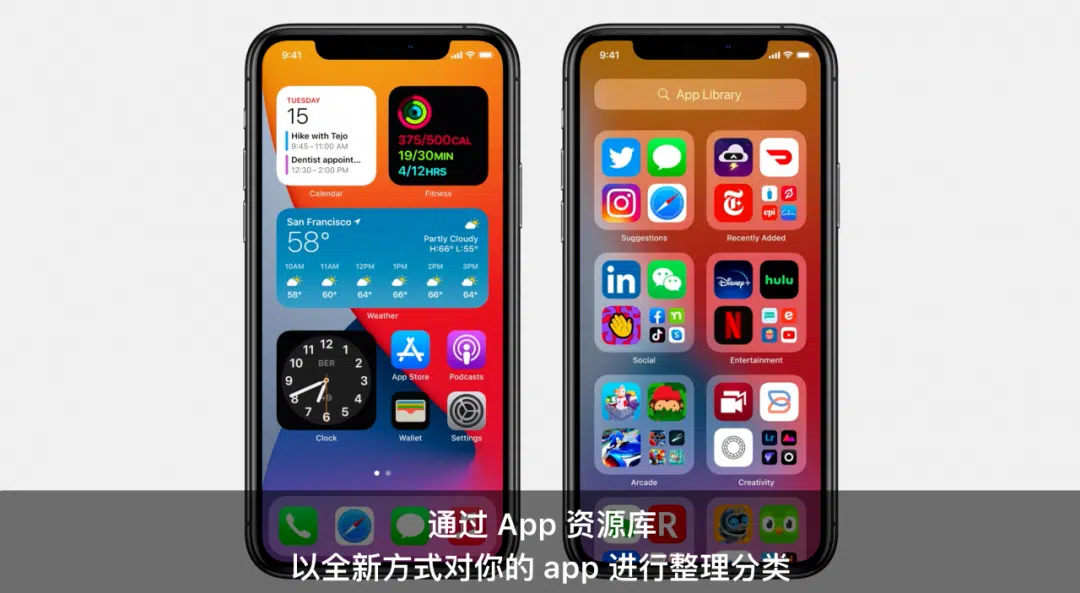 9:41
TUESDAY
15
Hike with Tejo
9:45–11:00 AM
Dentist appoint...
12:30–2:00 PM
Calendar
375/500CAL
19/30MIN
4/12HRS
Fitness
San Francisco
58°
Partly Cloudy
H:66° L:55°
10AM 11AM 12PM 1PM 2PM 3PM
58° 60° 64° 66° 66° 64°
Weather
BER
12 1 2 3 4 5 6 7 8 9 10 11
Clock
App Store
Podcasts
Wallet
Settings
9:41
App Library
Suggestions
epi
Recently Added
in
Social
Disney+
hulu
N
Entertainment
Arcade
Lr
Creativity
R
通过 App 资源库
以全新方式对你的 app 进行整理分类